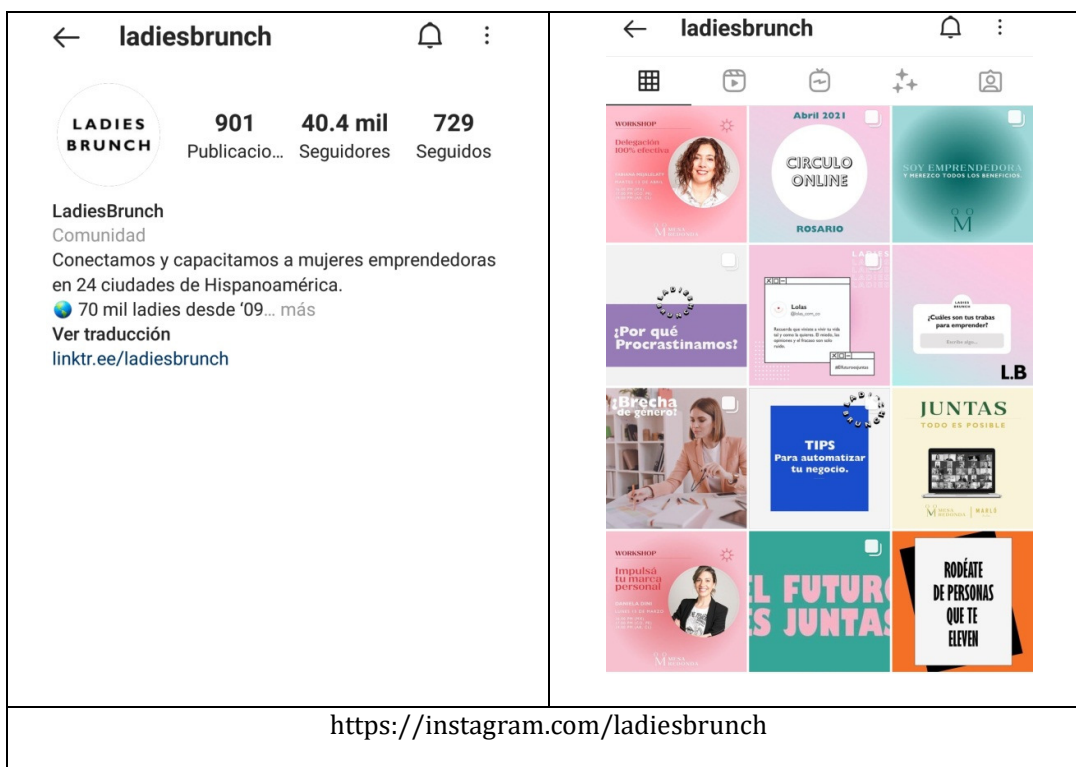 ladiesbrunch
LADIES
BRUNCH
901
40.4 mil
729
Publicacio...
Seguidores
Seguidos
LadiesBrunch
Comunidad
Conectamos y capacitamos a mujeres emprendedoras
en 24 ciudades de Hispanoamérica.
70 mil ladies desde ‘09... más
Ver traducción
linktr.ee/ladiesbrunch
ladiesbrunch
WORKSHOP
Delegación
100% efectiva
Abril 2021
CIRCULO
ONLINE
ROSARIO
SOY EMPRENDEDORA
Y MEREZCO TODOS LOS BENEFICIOS.
M
¿Por qué
Procrastinamos?
LADIES
Lolas
¿Cuáles son tus trabas
para emprender?
Escribe algo...
L.B
¿Brecha
de género?
TIPS
Para automatizar
tu negocio.
JUNTAS
TODO ES POSIBLE
WORKSHOP
Impulsá
tu marca
personal
EL FUTURO
ES JUNTAS
RODÉATE
DE PERSONAS
QUE TE
ELEVEN
https://instagram.com/ladiesbrunch